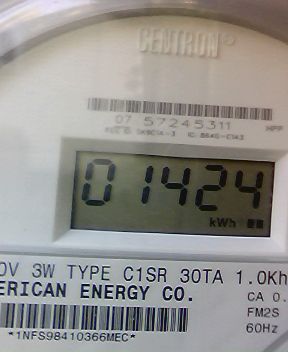 CENTRON®
07 57245311
HPP
01424
kWh
0V 3W TYPE C1SR 30TA 1.0Kh
ERICAN ENERGY CO.
CA 0.
FM2S
60Hz
*1NFS98410366MEC*